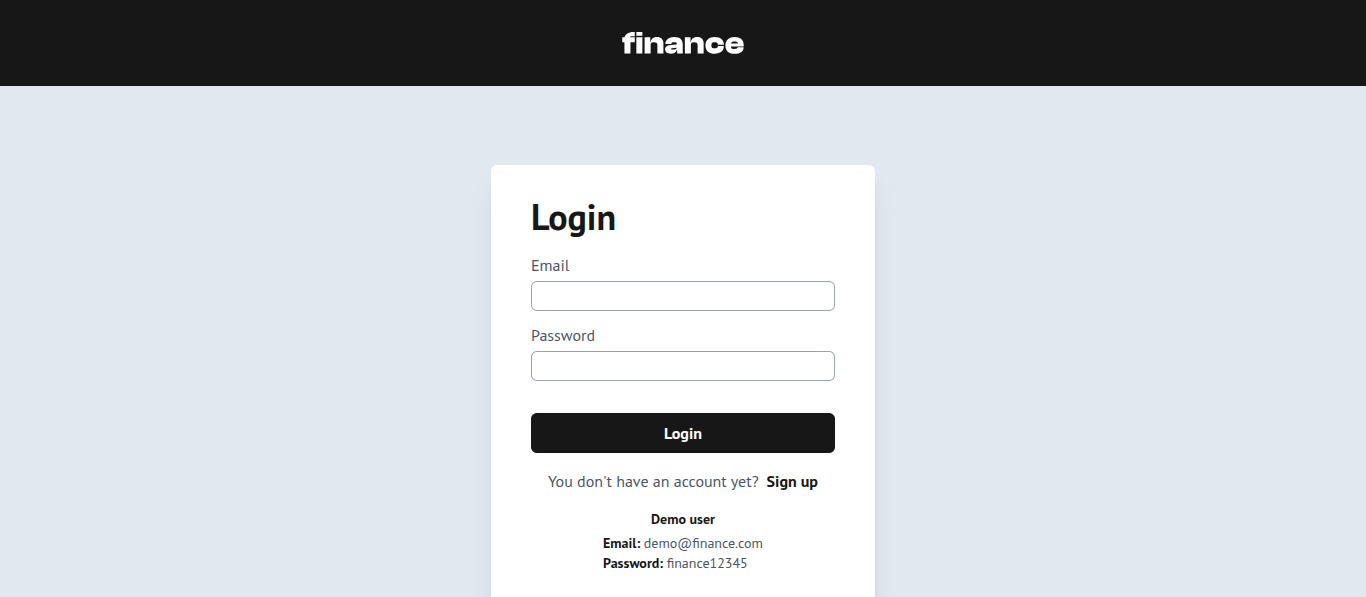 finance
Login
Email
Password
Login
You don't have an account yet? Sign up
Demo user
Email: demo@finance.com
Password: finance12345